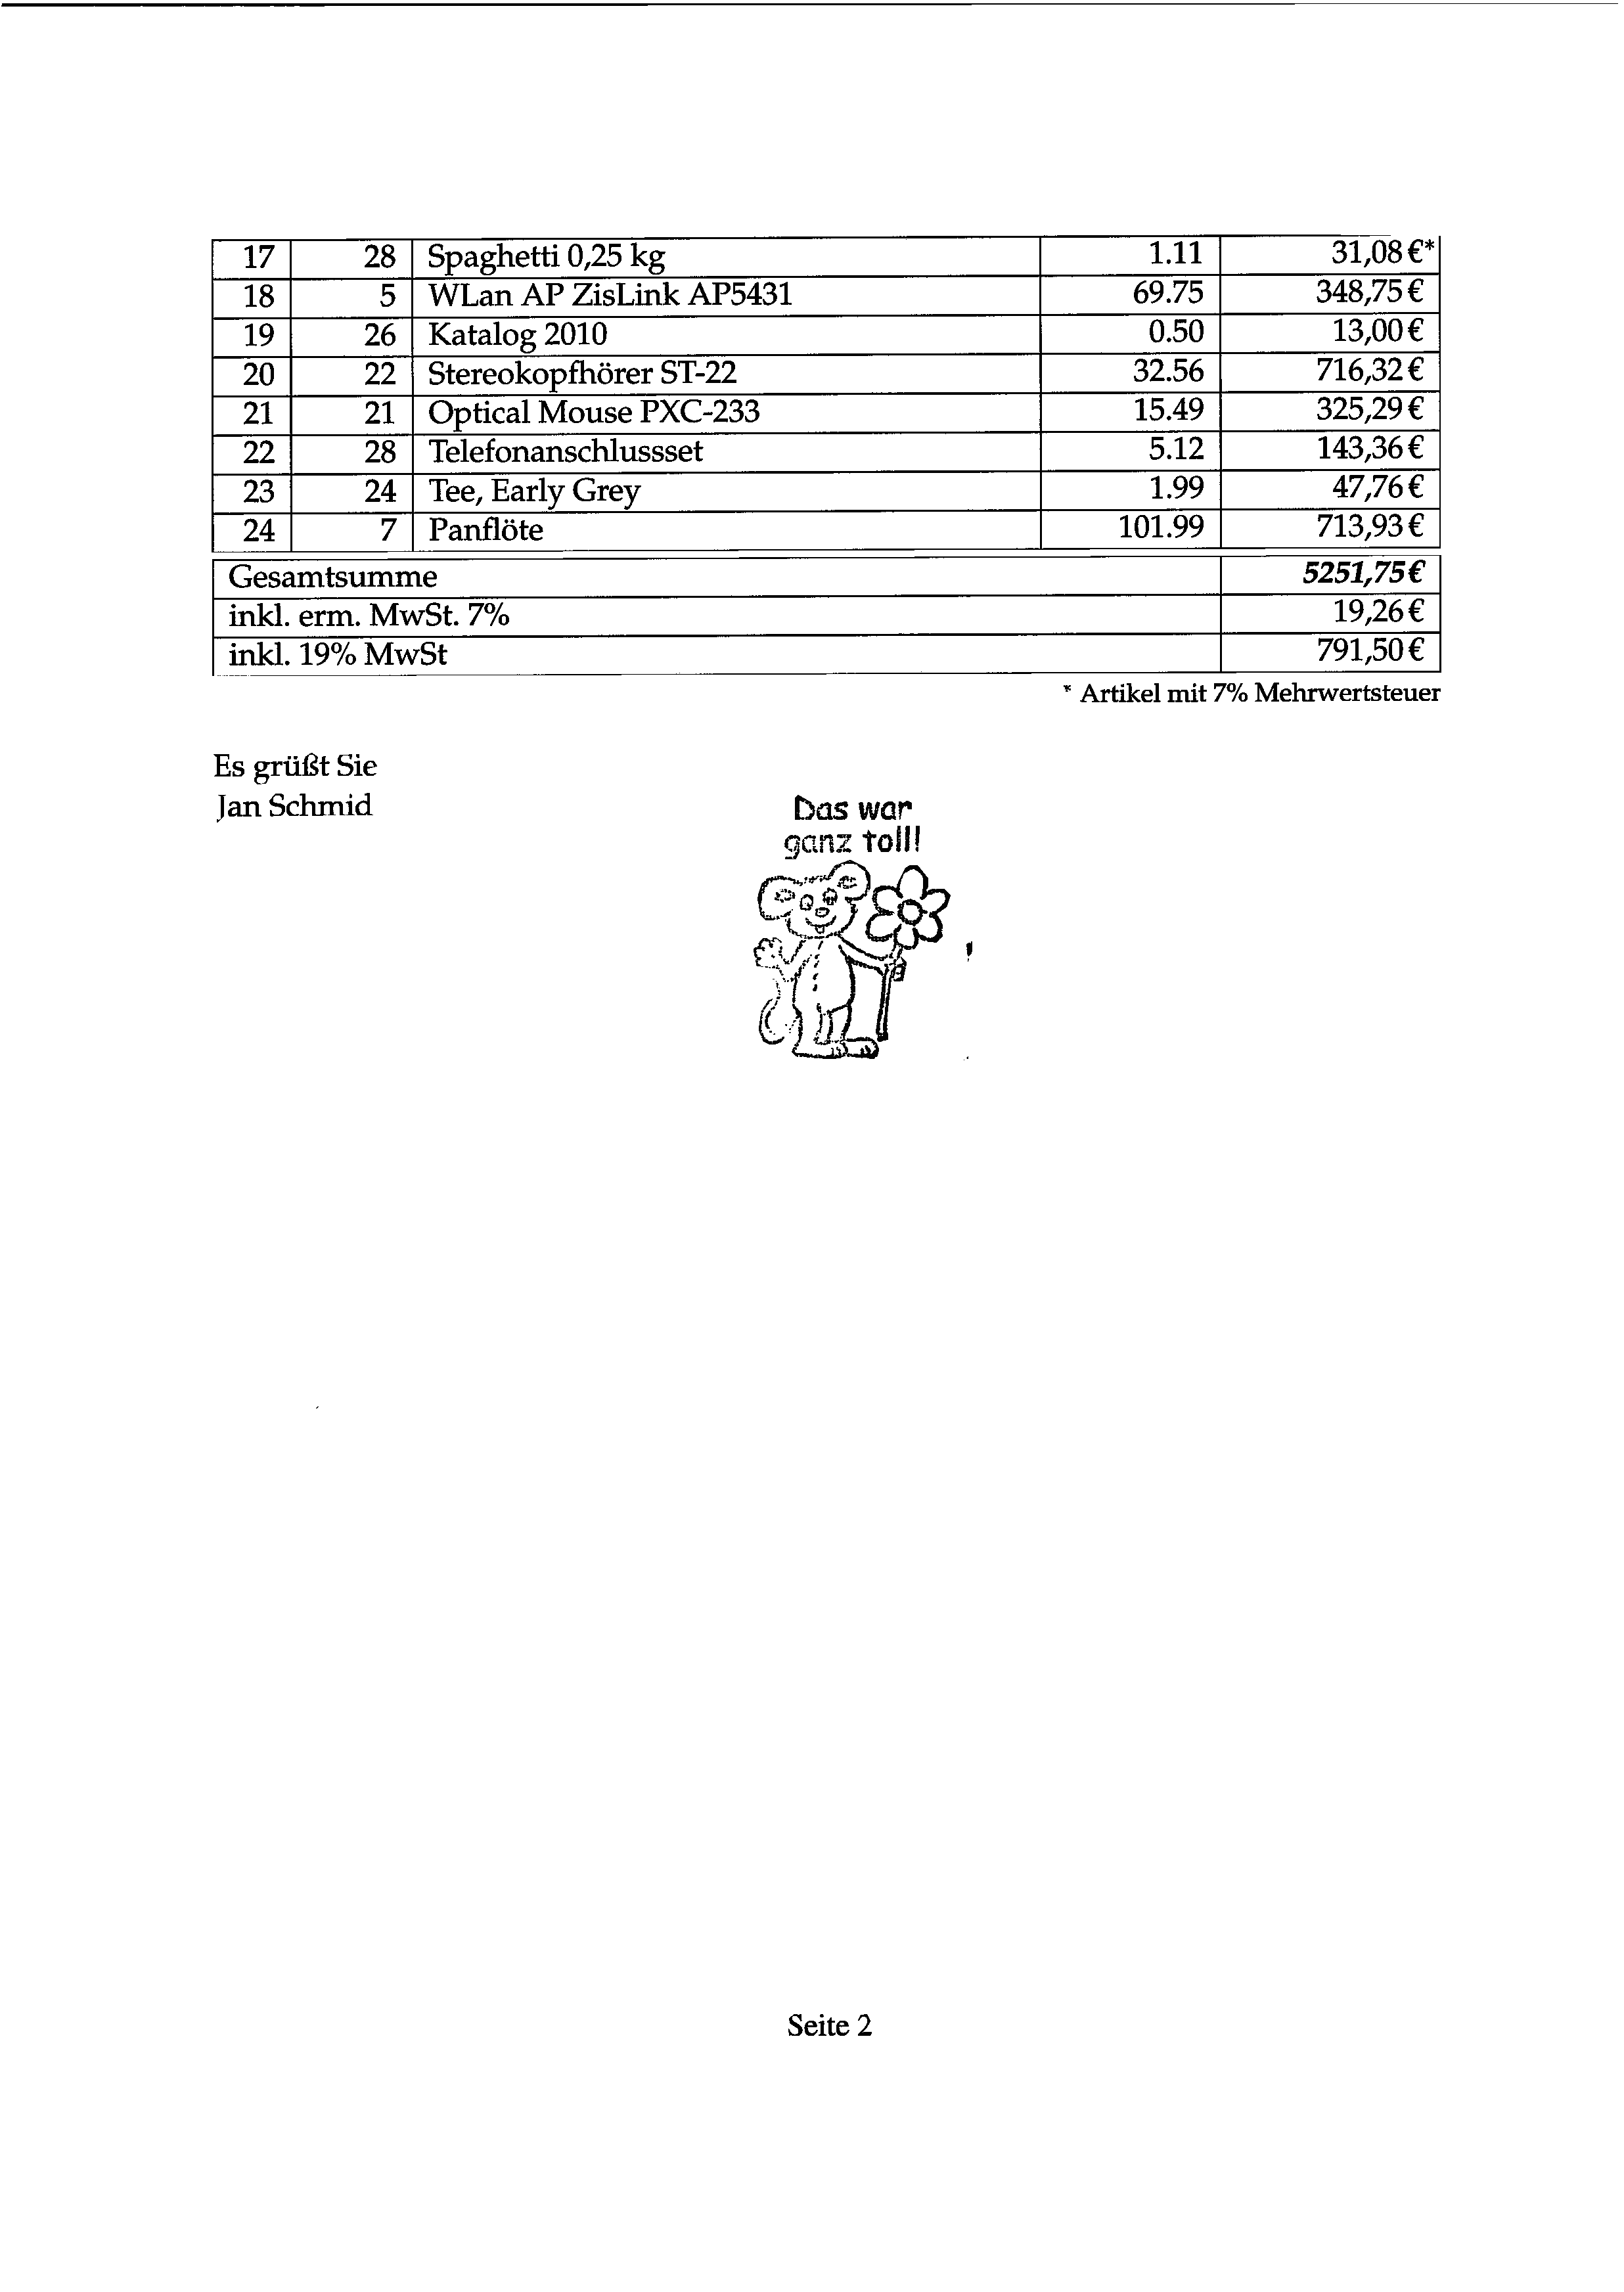 17 28 Spaghetti 0,25 kg 1.11 31,08 €*
18 5 WLan AP ZisLink AP5431 69.75 348,75 €
19 26 Katalog 2010 0.50 13,00 €
20 22 Stereokopfhörer ST-22 32.56 716,32 €
21 21 Optical Mouse PXC-233 15.49 325,29 €
22 28 Telefonanschlussset 5.12 143,36 €
23 24 Tee, Early Grey 1.99 47,76 €
24 7 Panflöte 101.99 713,93 €
Gesamtsumme 5251,75 €
inkl. erm. MwSt. 7% 19,26 €
inkl. 19% MwSt 791,50 €
* Artikel mit 7% Mehrwertsteuer
Es grüßt Sie
Jan Schmid
Das war
ganz toll!
Seite 2